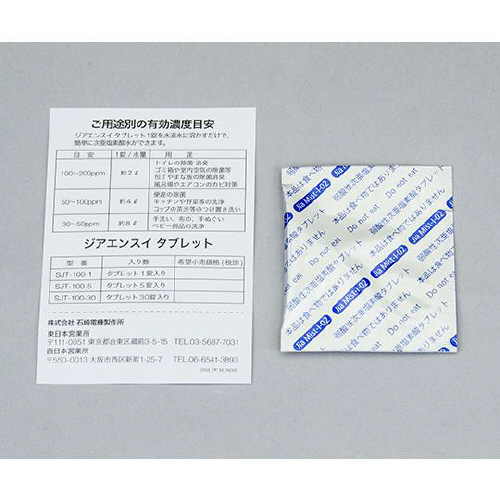 ご用途別の有効濃度目安
ジアエンスイ タブレット1錠を水道水に溶かすだけで、
簡単に次亜塩素酸水ができます。
目 安 1錠/水量 用 途
100~200ppm 約2ℓ トイレの除菌・消臭
ゴミ箱や室内空気の除菌等
包丁やまな板の除菌消臭
風呂場やエアコンのカビ対策
50~100ppm 約4ℓ 便座の除菌
キッチンや野菜等の洗浄
コップの茶渋等のつけ置き洗い
30~50ppm 約8ℓ 手洗い、布巾、手ぬぐい
ベビー用品の洗浄
ジアエンスイ タブレット
型 番 入り数 希望小売価格(税別)
SJT-100-1 タブレット1錠入り
SJT-100-5 タブレット5錠入り
SJT-100-30 タブレット30錠入り
株式会社 石崎電機製作所
東日本営業所
〒111-0051 東京都台東区蔵前3-5-15 TEL.03-5687-7031
西日本営業所
〒550-0013 大阪市西区新町1-25-7 TEL.06-6541-3893
Jia Mist-t-02
弱酸性次亜塩素酸タブレット
本品は食べ物ではありません
Do not eat